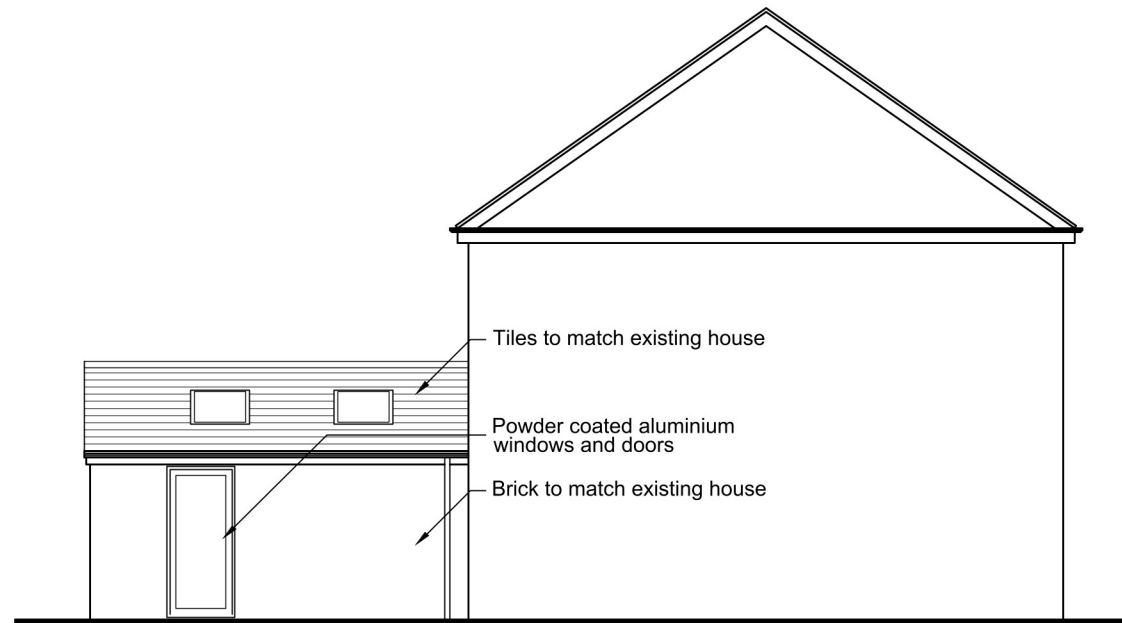 Tiles to match existing house
Powder coated aluminium
windows and doors
Brick to match existing house